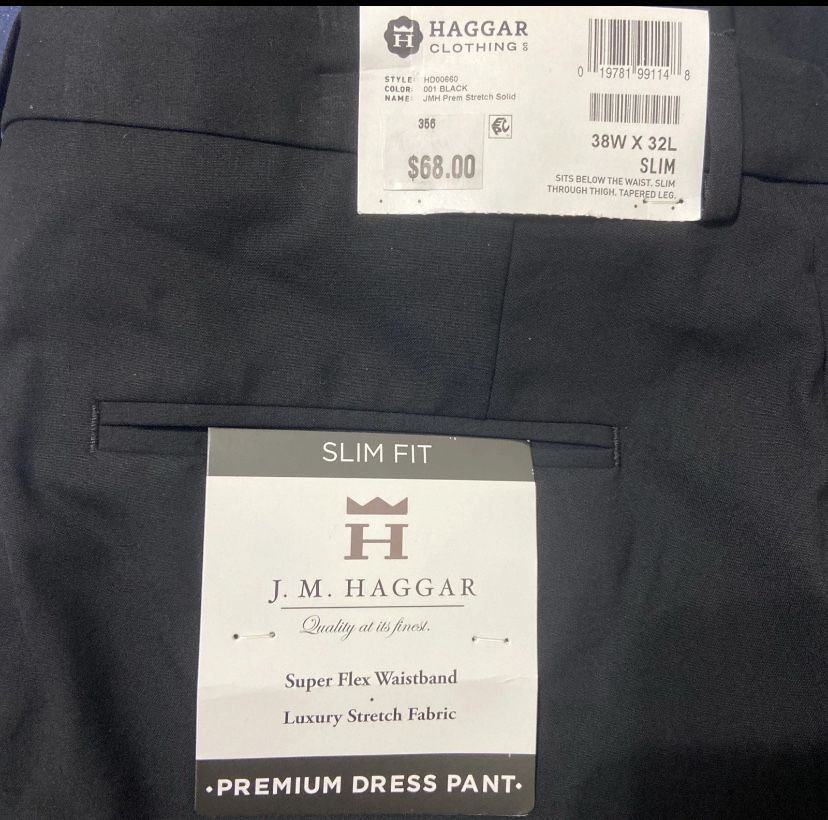 HAGGAR
CLOTHING CO
STYLE: HD00660
COLOR: 001 BLACK
NAME: JMH Prem Stretch Solid
356
$68.00
0 19781 99114 8
38W X 32L
SLIM
SITS BELOW THE WAIST. SLIM
THROUGH THIGH. TAPERED LEG.
SLIM FIT
H
J. M. HAGGAR
Quality at its finest.
Super Flex Waistband
•
Luxury Stretch Fabric
•PREMIUM DRESS PANT•